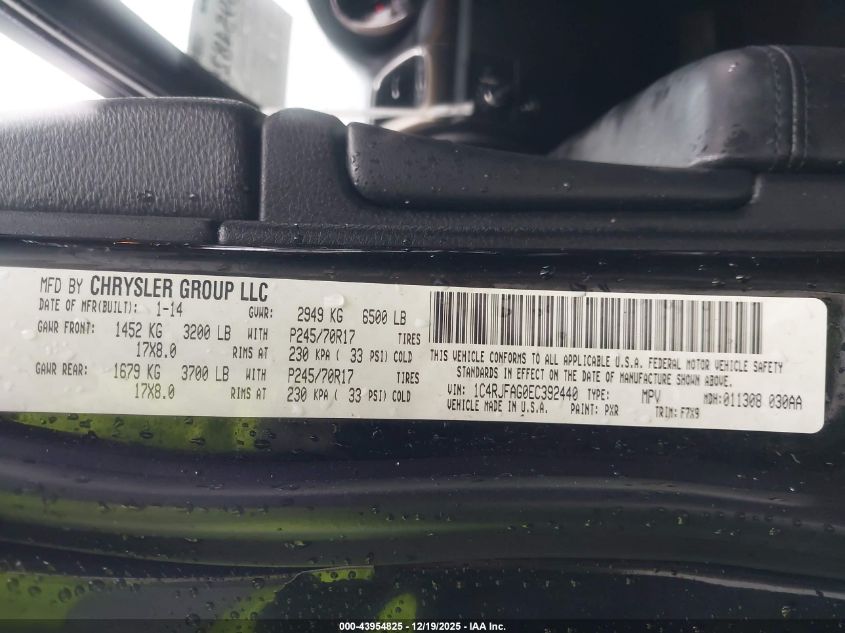 MFD BY CHRYSLER GROUP LLC
DATE OF MFR(BUILT): 1-14 GVWR: 2949 KG 6500 LB
GAWR FRONT: 1452 KG 3200 LB WITH P245/70R17 TIRES
17X8.0 RIMS AT 230 KPA ( 33 PSI) COLD
GAWR REAR: 1679 KG 3700 LB WITH P245/70R17 TIRES
17X8.0 RIMS AT 230 KPA ( 33 PSI) COLD
THIS VEHICLE CONFORMS TO ALL APPLICABLE U.S.A. FEDERAL MOTOR VEHICLE SAFETY
STANDARDS IN EFFECT ON THE DATE OF MANUFACTURE SHOWN ABOVE.
VIN: 1C4RJFAG0EC392440 TYPE: MPV MDH: 011308 030AA
VEHICLE MADE IN U.S.A. PAINT: PXR TRIM: F7X9
000-43954825 - 12/19/2025 - IAA Inc.